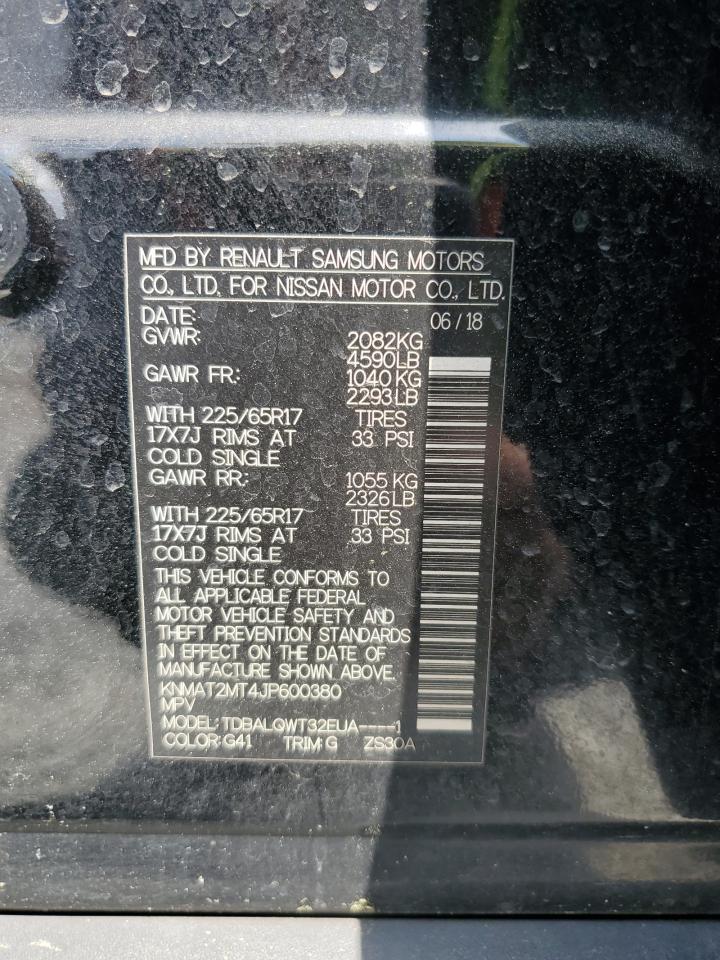 MFD BY RENAULT SAMSUNG MOTORS
CO., LTD. FOR NISSAN MOTOR CO., LTD.
DATE: 06/18
GVWR: 2082KG
4590LB
GAWR FR.: 1040KG
2293LB
WITH 225/65R17 TIRES
17X7J RIMS AT 33 PSI
COLD SINGLE
GAWR RR.: 1055 KG
2326LB
WITH 225/65R17 TIRES
17X7J RIMS AT 33 PSI
COLD SINGLE
THIS VEHICLE CONFORMS TO
ALL APPLICABLE FEDERAL
MOTOR VEHICLE SAFETY AND
THEFT PREVENTION STANDARDS
IN EFFECT ON THE DATE OF
MANUFACTURE SHOWN ABOVE.
KNMAT2MT4JP600380
MPV
MODEL: TDBALQWT32EUA----1
COLOR: G41 TRIM: G ZS30A